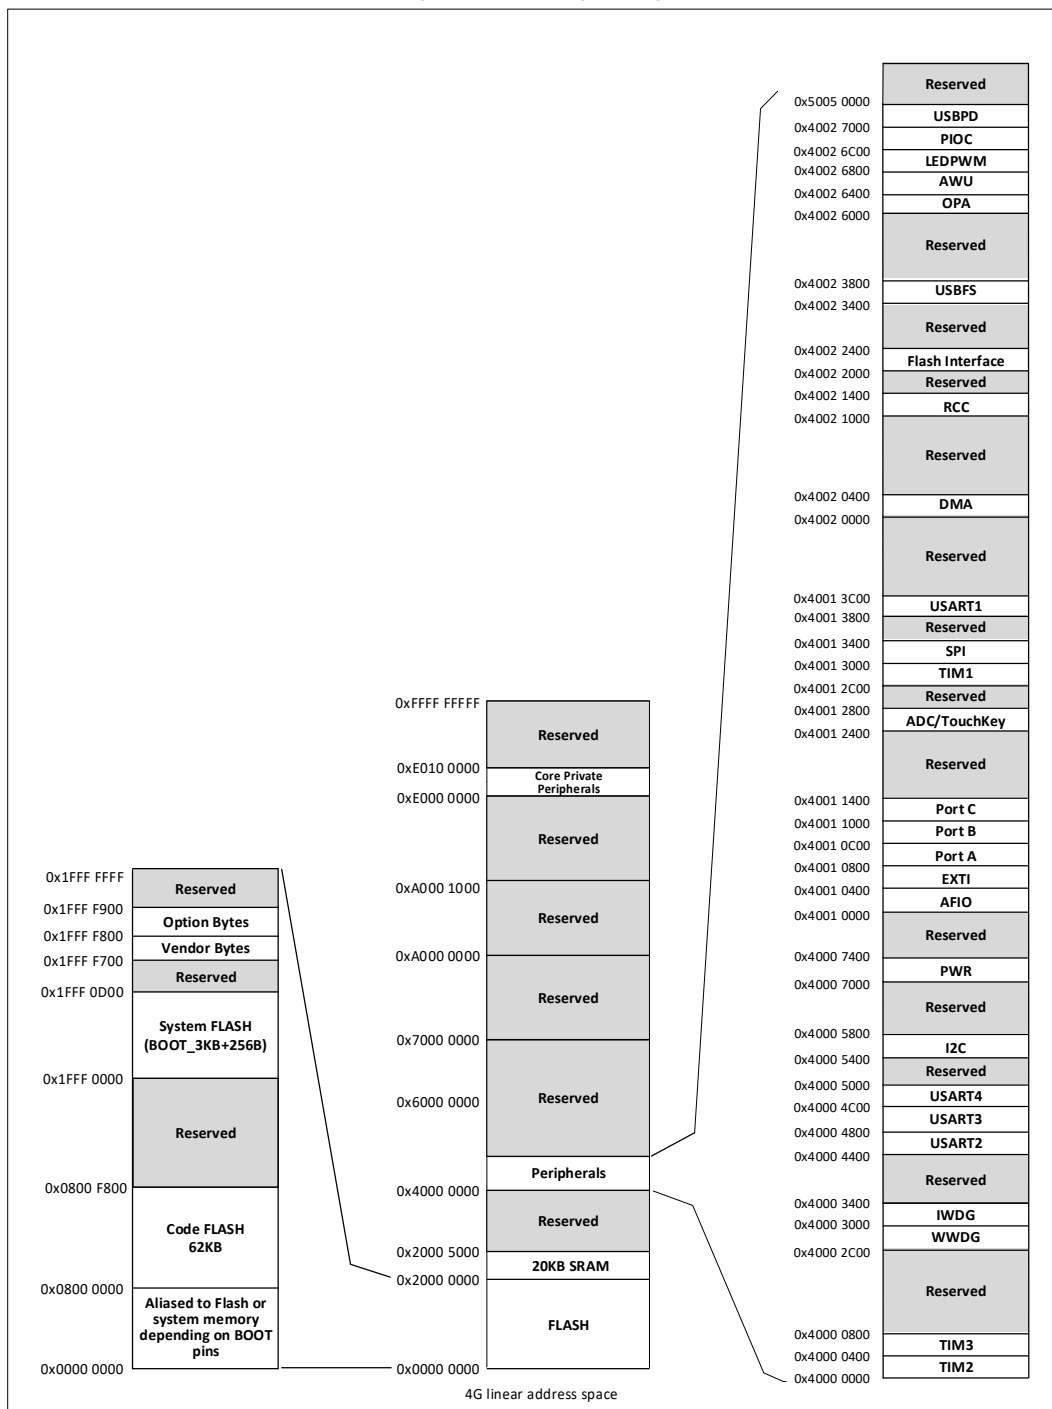 Reserved
0x5005 0000
USBPD
0x4002 7000
PIOC
0x4002 6C00
LEDPWM
0x4002 6800
AWU
0x4002 6400
OPA
0x4002 6000
Reserved
0x4002 3800
USBFS
0x4002 3400
Reserved
0x4002 2400
Flash Interface
0x4002 2000
Reserved
0x4002 1400
RCC
0x4002 1000
Reserved
0x4002 0400
DMA
0x4002 0000
Reserved
0x4001 3C00
USART1
0x4001 3800
Reserved
0x4001 3400
SPI
0x4001 3000
TIM1
0x4001 2C00
Reserved
0x4001 2800
ADC/TouchKey
0x4001 2400
Reserved
0x4001 1400
Port C
0x4001 1000
Port B
0x4001 0C00
Port A
0x4001 0800
EXTI
0x4001 0400
AFIO
0x4001 0000
Reserved
0x4000 7400
PWR
0x4000 7000
Reserved
0x4000 5800
I2C
0x4000 5400
Reserved
0x4000 5000
USART4
0x4000 4C00
USART3
0x4000 4800
USART2
0x4000 4400
Reserved
0x4000 3400
IWDG
0x4000 3000
WWDG
0x4000 2C00
Reserved
0x4000 0800
TIM3
0x4000 0400
TIM2
0x4000 0000
0xFFFF FFFFF
Reserved
0xE010 0000
Core Private
Peripherals
0xE000 0000
Reserved
0xA000 1000
Reserved
0xA000 0000
Reserved
0x7000 0000
Reserved
0x6000 0000
Peripherals
0x4000 0000
Reserved
0x2000 5000
20KB SRAM
0x2000 0000
FLASH
0x0000 0000
4G linear address space
0x1FFF FFFF
Reserved
0x1FFF F900
Option Bytes
0x1FFF F800
Vendor Bytes
0x1FFF F700
Reserved
0x1FFF 0D00
System FLASH
(BOOT_3KB+256B)
0x1FFF 0000
Reserved
0x0800 F800
Code FLASH
62KB
0x0800 0000
Aliased to Flash or
system memory
depending on BOOT
pins
0x0000 0000